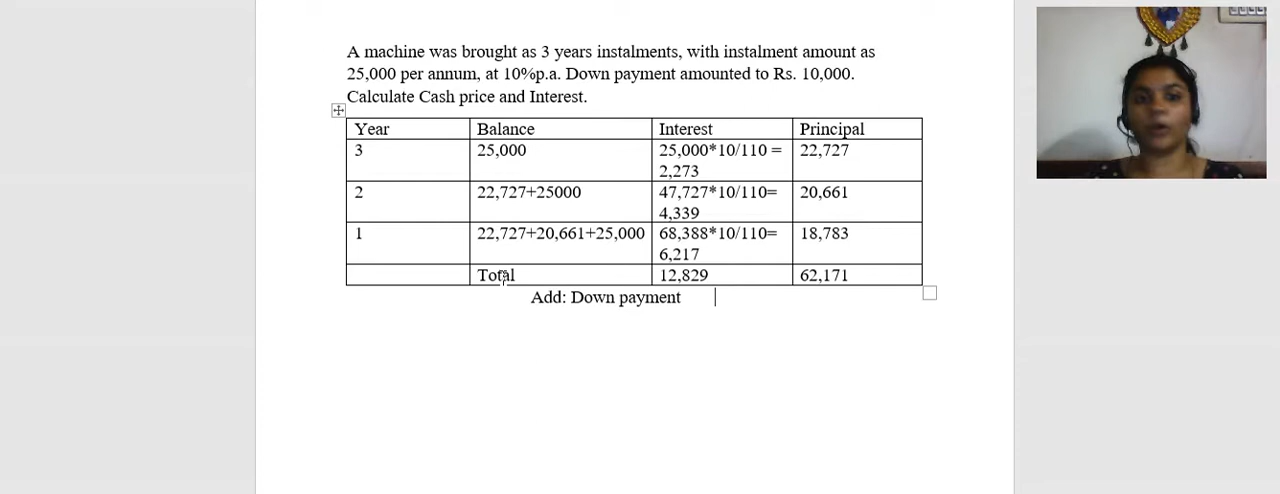 A machine was brought as 3 years instalments, with instalment amount as
25,000 per annum, at 10%p.a. Down payment amounted to Rs. 10,000.
Calculate Cash price and Interest.
Year Balance Interest Principal
3 25,000 25,000*10/110 = 22,727
2,273
2 22,727+25000 47,727*10/110= 20,661
4,339
1 22,727+20,661+25,000 68,388*10/110= 18,783
6,217
Total 12,829 62,171
Add: Down payment